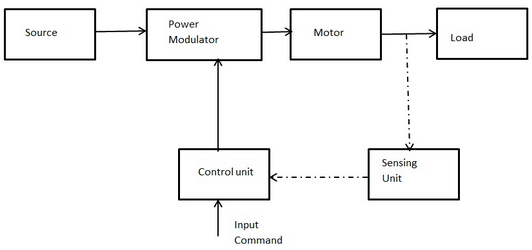 Source
Power
Modulator
Motor
Load
Control unit
Sensing
Unit
Input
Command